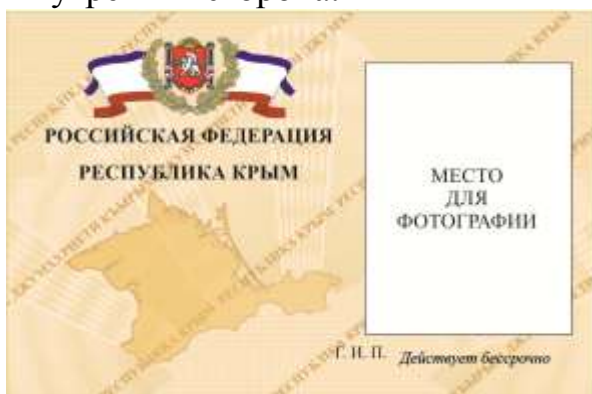 РОССИЙСКАЯ ФЕДЕРАЦИЯ
РЕСПУБЛИКА КРЫМ
МЕСТО
ДЛЯ
ФОТОГРАФИИ
Г. И. П. Действует бессрочно